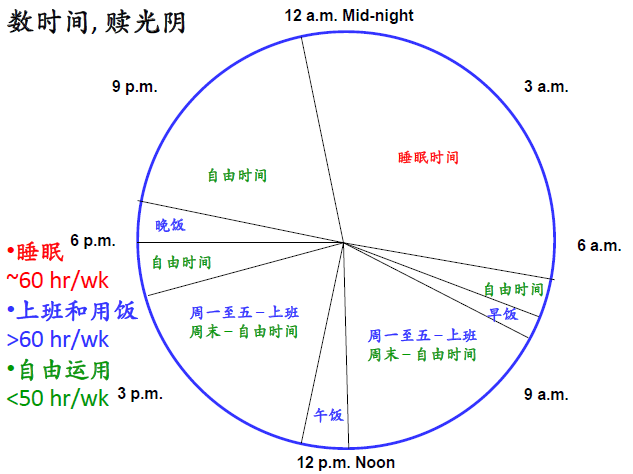 数时间, 赎光阴
12 a.m. Mid-night
9 p.m.
3 a.m.
睡眠时间
自由时间
晚饭
6 p.m.
6 a.m.
自由时间
自由时间
早饭
•睡眠
~60 hr/wk
•上班和用饭
>60 hr/wk
•自由运用
<50 hr/wk
周一至五－上班
周末－自由时间
周一至五－上班
周末－自由时间
3 p.m.
9 a.m.
午饭
12 p.m. Noon